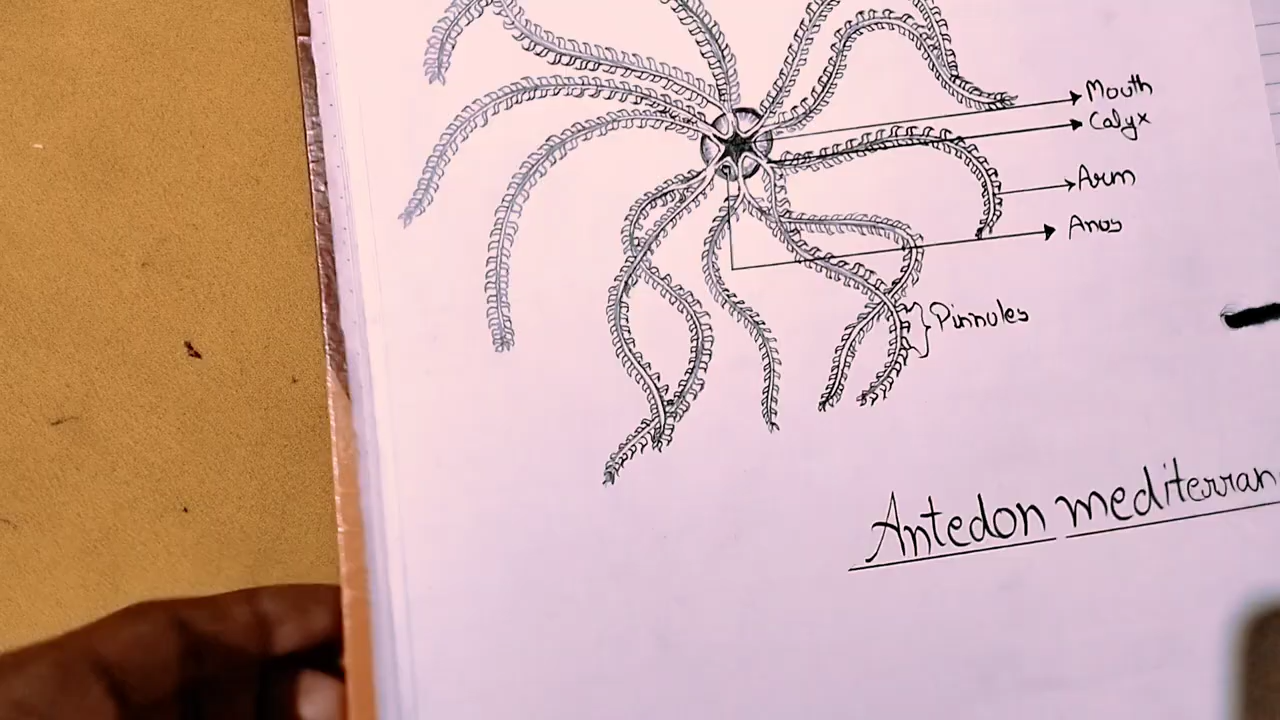 Mouth
Calyx
Arm
Anus
Pinnules
Antedon mediterran